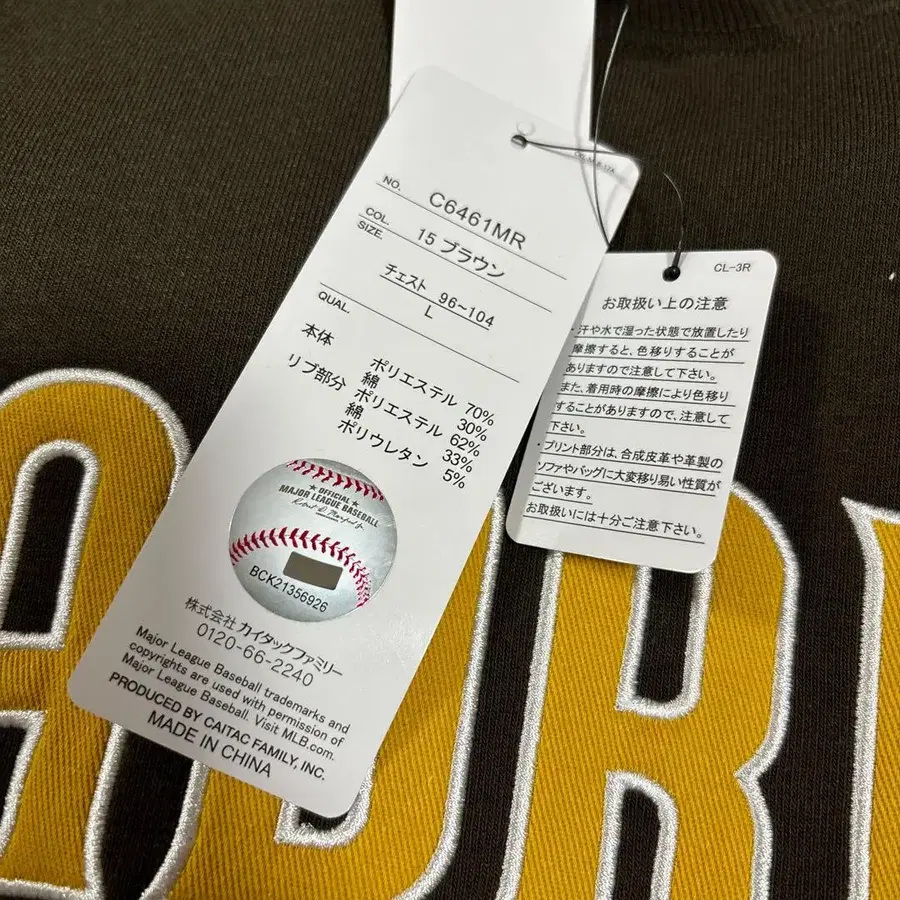 NO. C6461MR
COL. 15 ブラウン
SIZE.
チェスト 96~104
L
QUAL.
本体 ポリエステル 70%
綿 30%
リブ部分 ポリエステル 62%
綿 33%
ポリウレタン 5%
★ OFFICIAL ★
MAJOR LEAGUE BASEBALL
BCK21356926
株式会社 カイタックファミリー
0120-66-2240
Major League Baseball trademarks and
copyrights are used with permission of
Major League Baseball. Visit MLB.com.
PRODUCED BY CAITAC FAMILY, INC.
MADE IN CHINA
CL-3R
お取扱い上の注意
・汗や水で湿った状態で放置したり
摩擦すると、色移りすることが
ありますので注意して下さい。
また、着用時の摩擦により色移り
することがありますので、注意して
下さい。
・プリント部分は、合成皮革や革製の
ソファやバッグに大変移り易い性質が
ございます。
お取扱いには十分ご注意下さい。
ADR